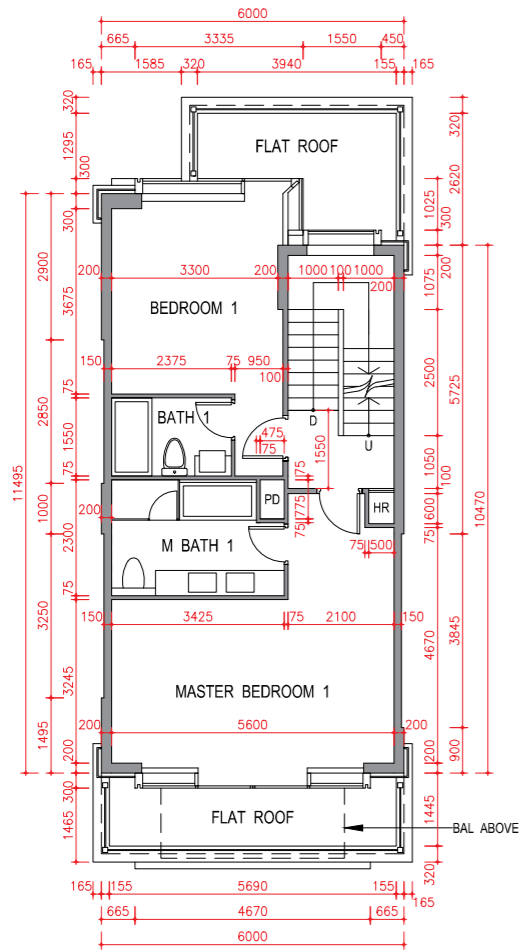 6000
665 3335 1550 450
165 1585 320 3940 155 165
320
1295
300
FLAT ROOF
320
2620
1025
300
300
200
1075
200 3300 200 1000 100 1000
200
2900
3675
BEDROOM 1
2500
5725
150 2375 75 950
100
75
2850
1550
BATH 1
475
75
1550
D
U
1050
100
11495
75
75
10470
1000
200
PD
775
HR
600
2300
M BATH 1
75
75 500
75
75
150 3425 75 2100 150
3250
3245
4670
3845
MASTER BEDROOM 1
1495
200 5600 200
200
200
900
300
1465
FLAT ROOF
1445
BAL ABOVE
320
165 155 5690 155 165
665 4670 665
6000